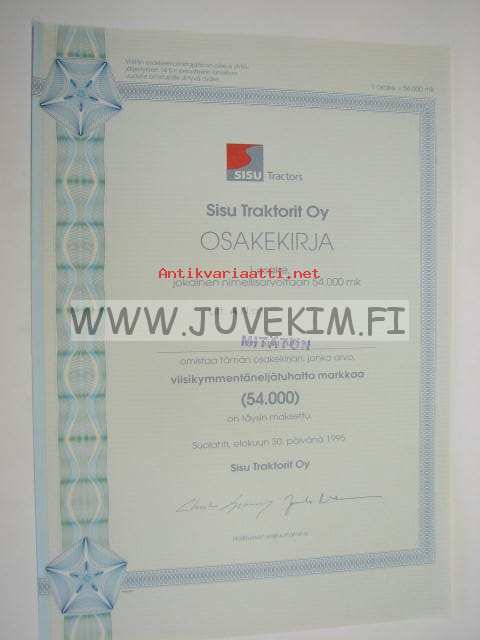 1 osake = 54.000 mk
SISU Tractors
Sisu Traktorit Oy
OSAKEKIRJA
Antikvariaatti.net
jokainen nimellisarvoltaan 54.000 mk
WWW.JUVEKIM.FI
MITÄTÖN
omistaa tämän osakekirjan, jonka arvo,
viisikymmentäneljätuhatta markkaa
(54.000)
on täysin maksettu.
Suolahti, elokuun 30. päivänä 1995
Sisu Traktorit Oy